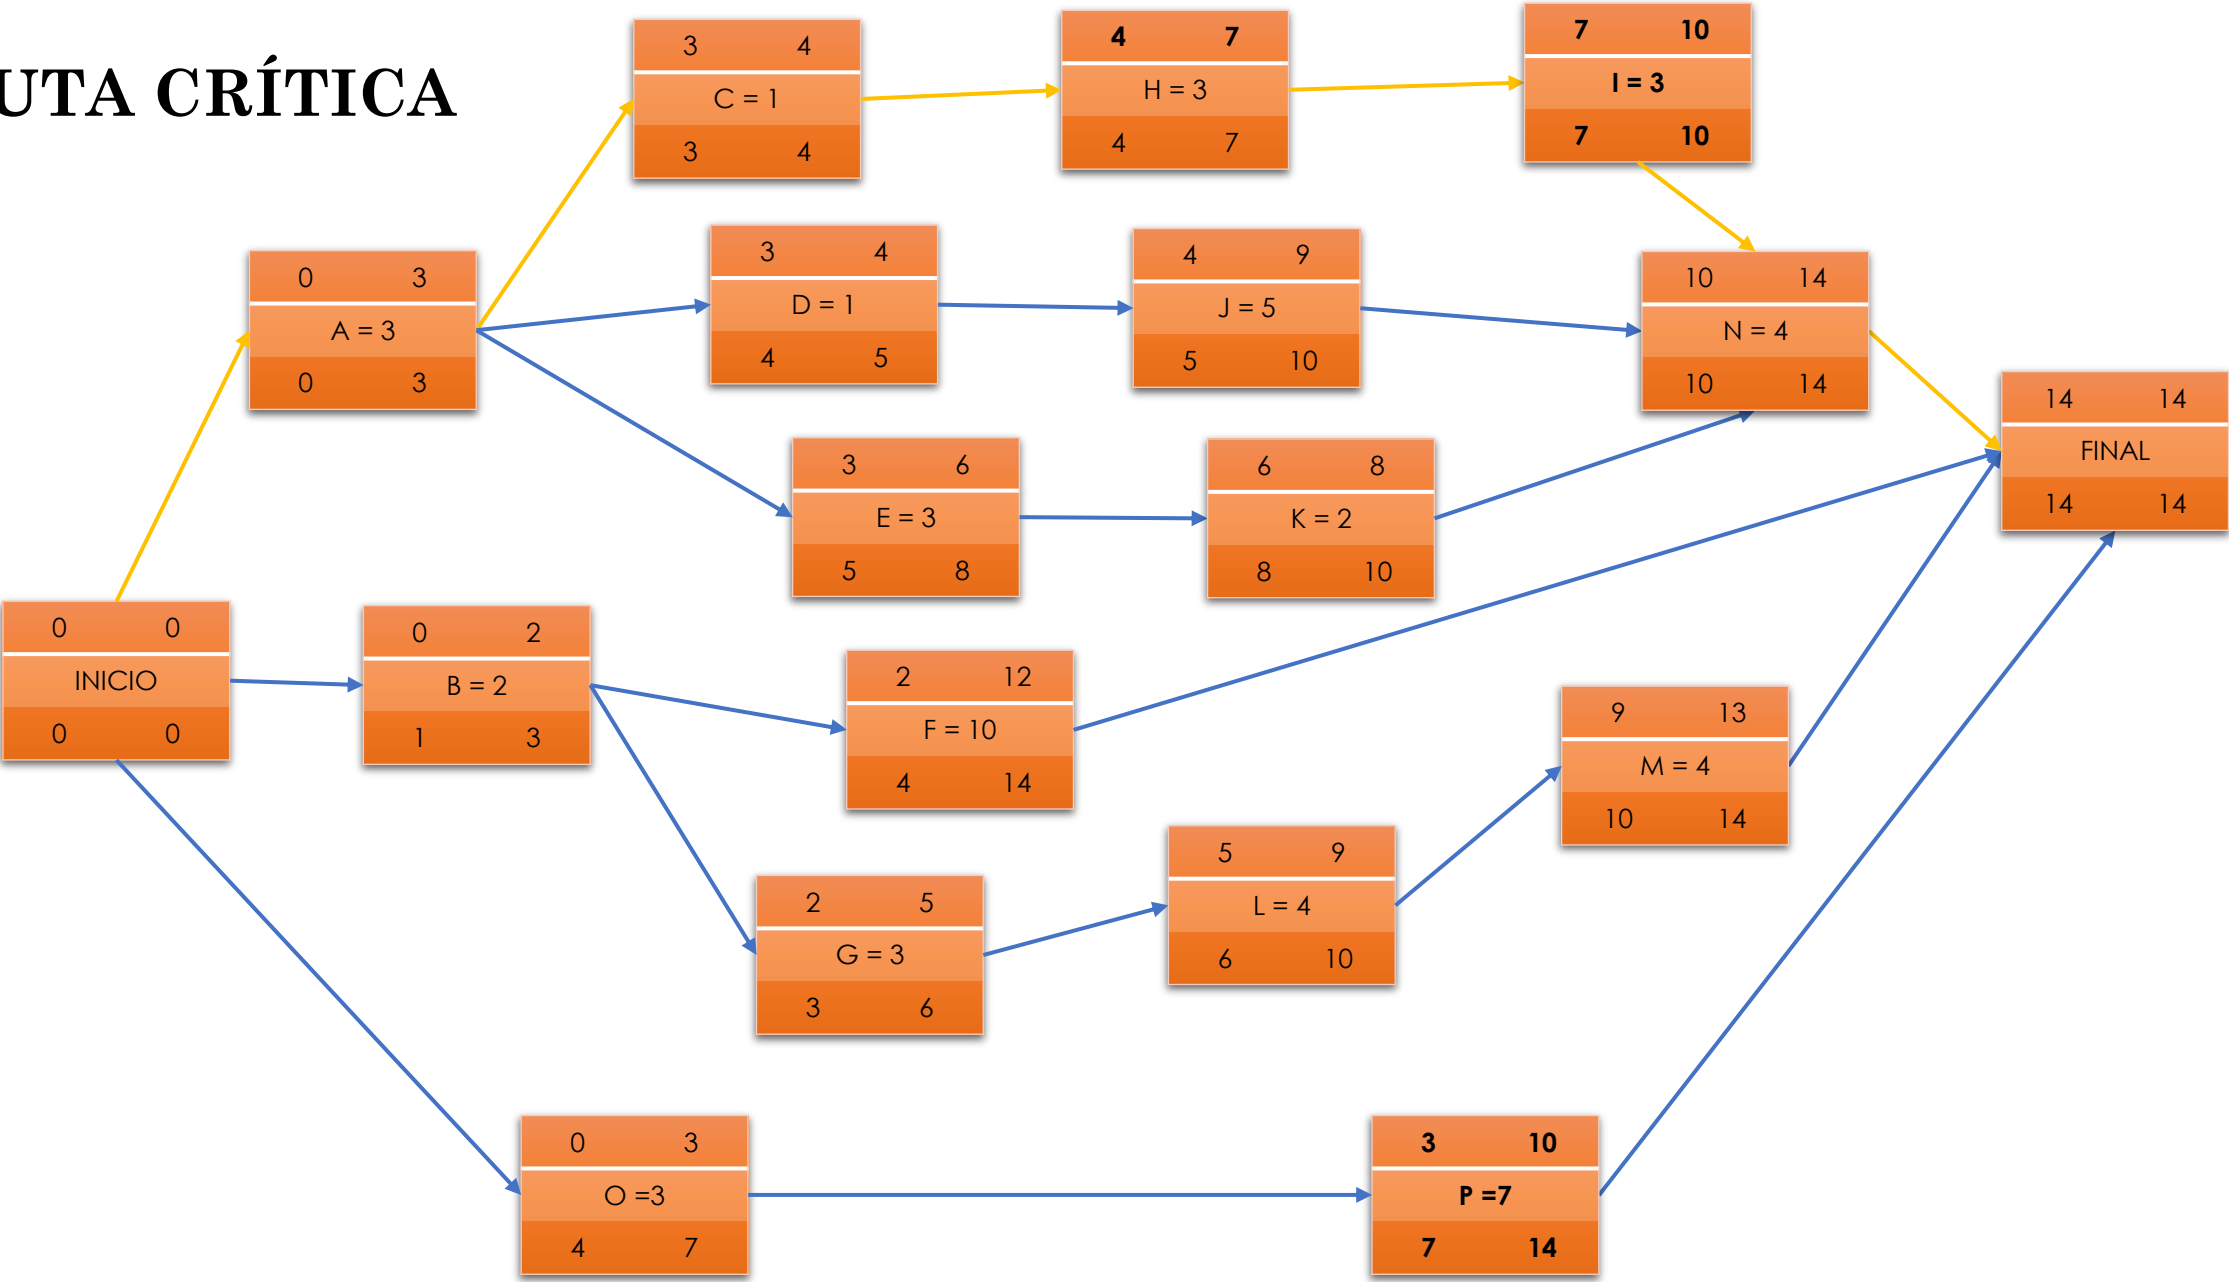 UTA CRÍTICA
3 4
C = 1
3 4
4 7
H = 3
4 7
7 10
I = 3
7 10
0 3
A = 3
0 3
3 4
D = 1
4 5
4 9
J = 5
5 10
10 14
N = 4
10 14
14 14
FINAL
14 14
3 6
E = 3
5 8
6 8
K = 2
8 10
0 0
INICIO
0 0
0 2
B = 2
1 3
2 12
F = 10
4 14
9 13
M = 4
10 14
5 9
L = 4
6 10
2 5
G = 3
3 6
0 3
O =3
4 7
3 10
P =7
7 14